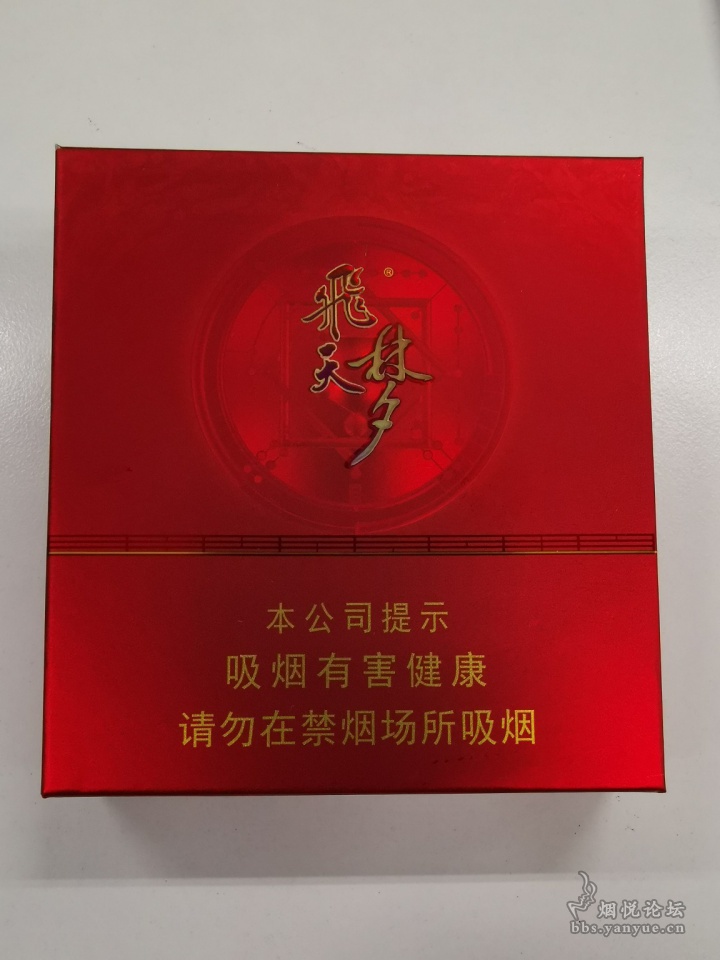 飛天夢®
本公司提示
吸烟有害健康
请勿在禁烟场所吸烟
烟悦论坛
bbs.yanyue.cn